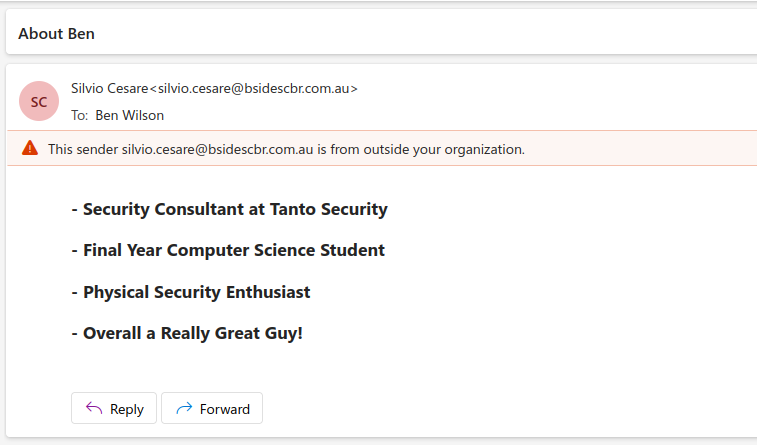 About Ben
SC
Silvio Cesare<silvio.cesare@bsidescbr.com.au>
To: Ben Wilson
This sender silvio.cesare@bsidescbr.com.au is from outside your organization.
- Security Consultant at Tanto Security
- Final Year Computer Science Student
- Physical Security Enthusiast
- Overall a Really Great Guy!
Reply Forward